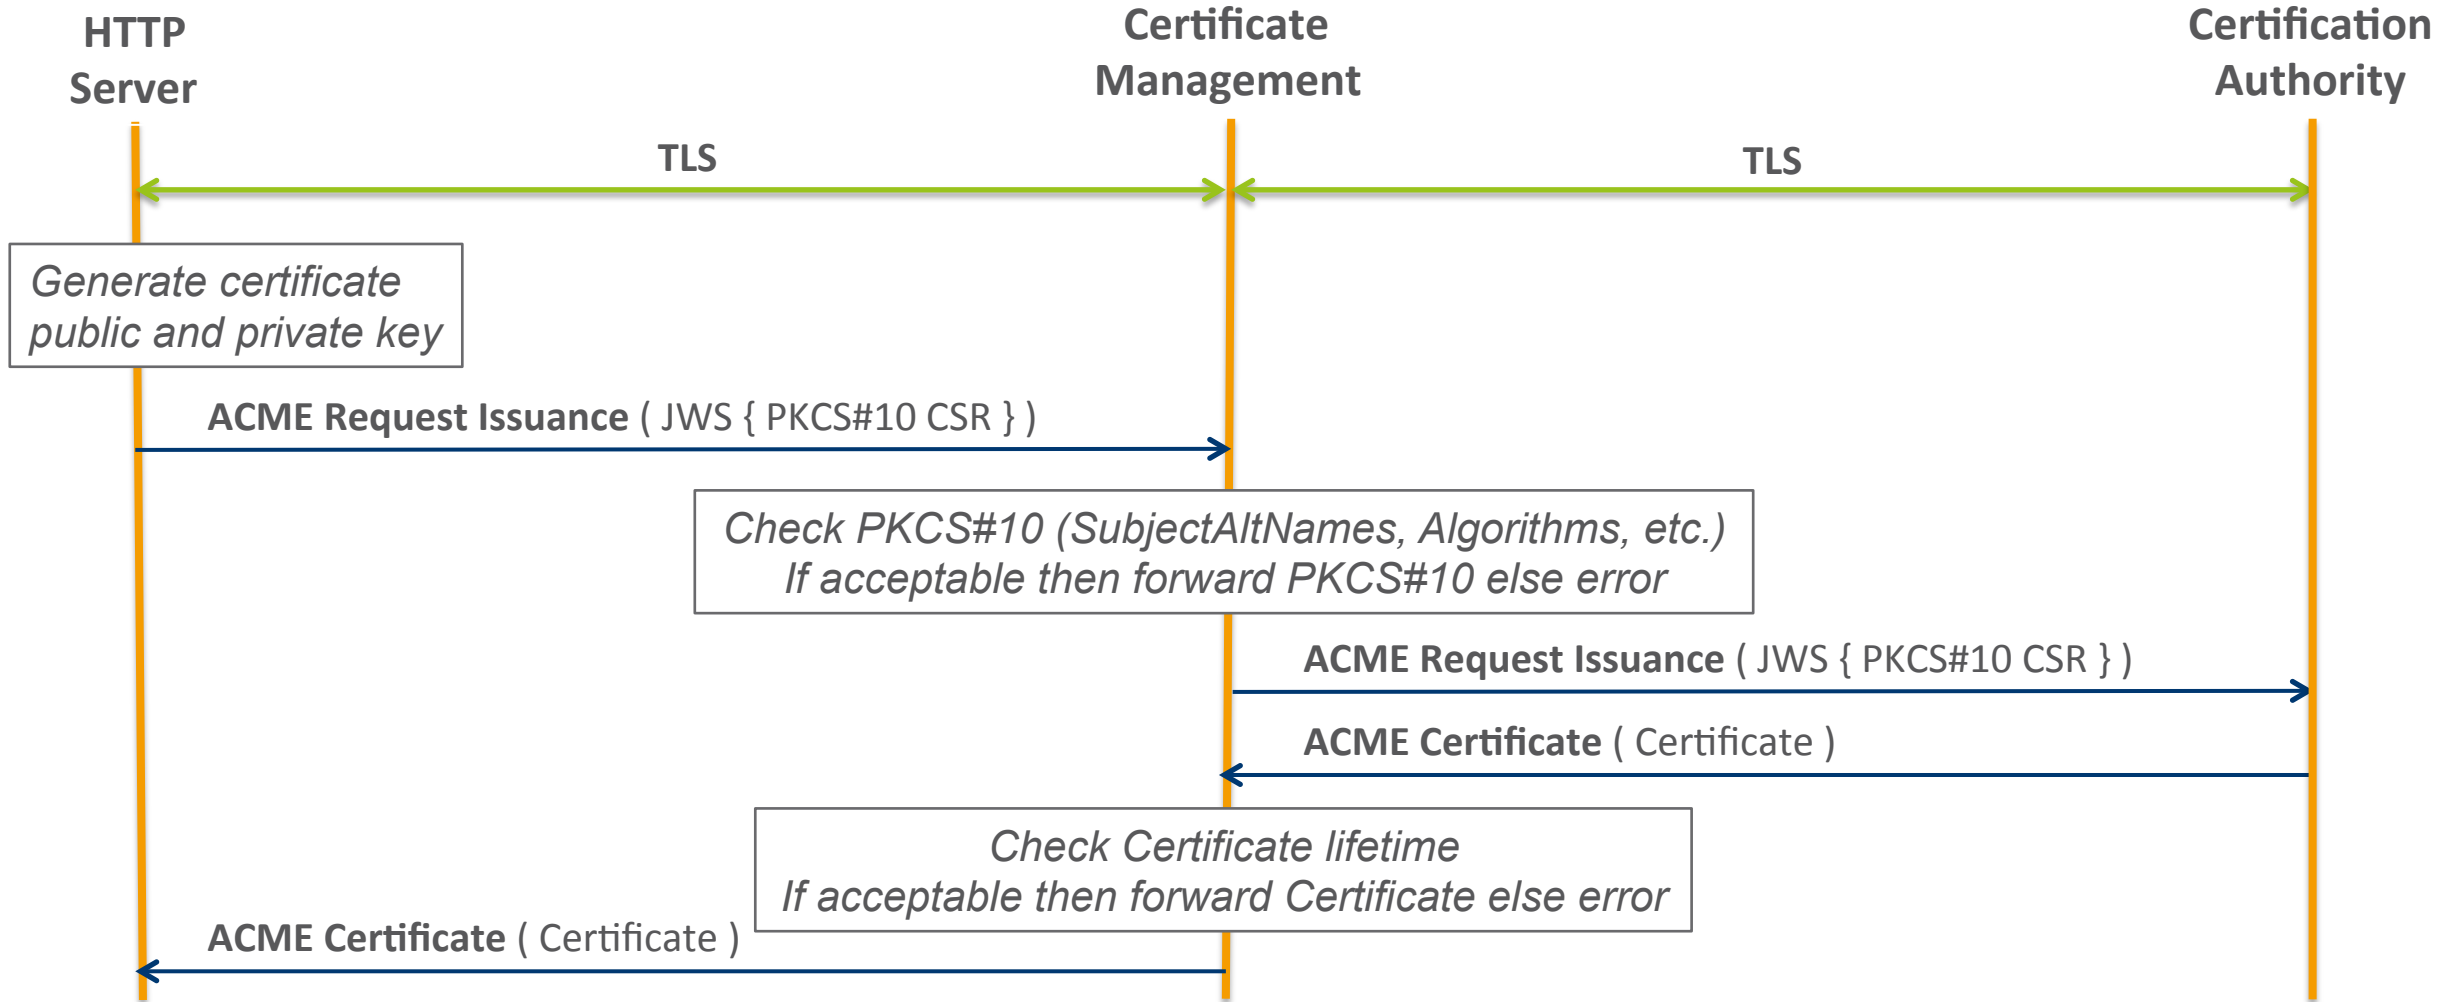 HTTP
Server
Certificate
Management
Certification
Authority
TLS
TLS
Generate certificate
public and private key
ACME Request Issuance ( JWS { PKCS#10 CSR } )
Check PKCS#10 (SubjectAltNames, Algorithms, etc.)
If acceptable then forward PKCS#10 else error
ACME Request Issuance ( JWS { PKCS#10 CSR } )
ACME Certificate ( Certificate )
Check Certificate lifetime
If acceptable then forward Certificate else error
ACME Certificate ( Certificate )